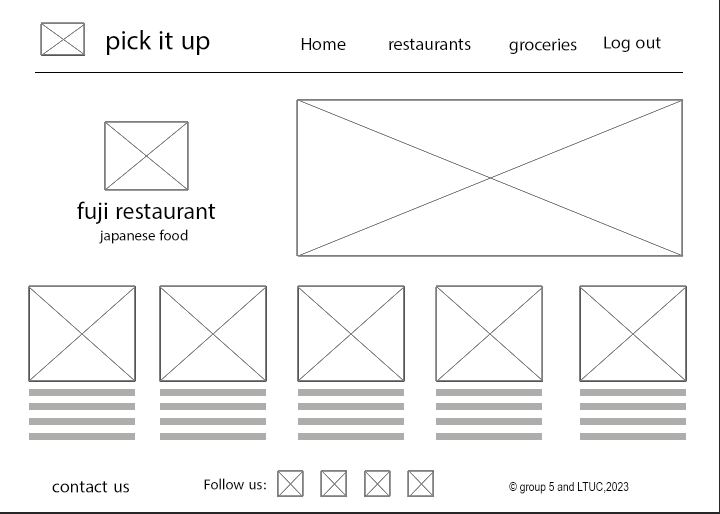 pick it up
Home restaurants groceries Log out
fuji restaurant
japanese food
contact us Follow us: © group 5 and LTUC,2023